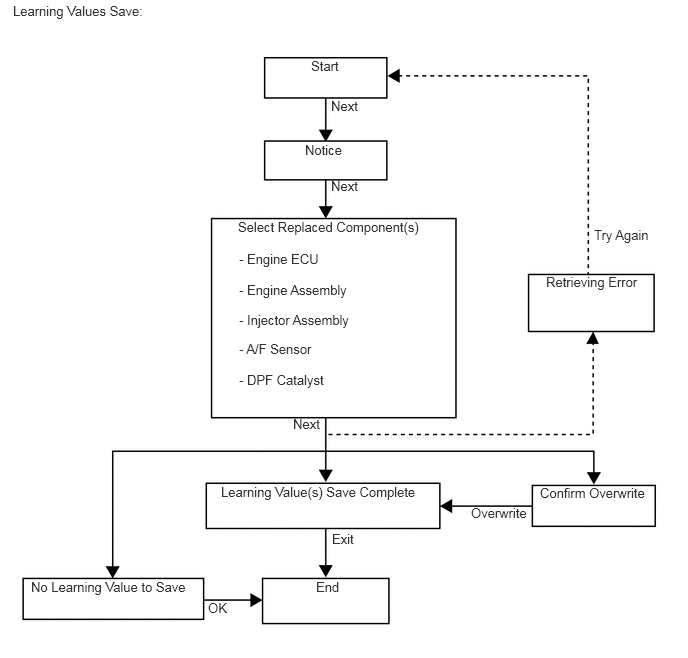 Learning Values Save:
Start
Next
Notice
Next
Select Replaced Component(s)
- Engine ECU
- Engine Assembly
- Injector Assembly
- A/F Sensor
- DPF Catalyst
Try Again
Retrieving Error
Next
Learning Value(s) Save Complete
Confirm Overwrite
Overwrite
Exit
No Learning Value to Save
OK
End